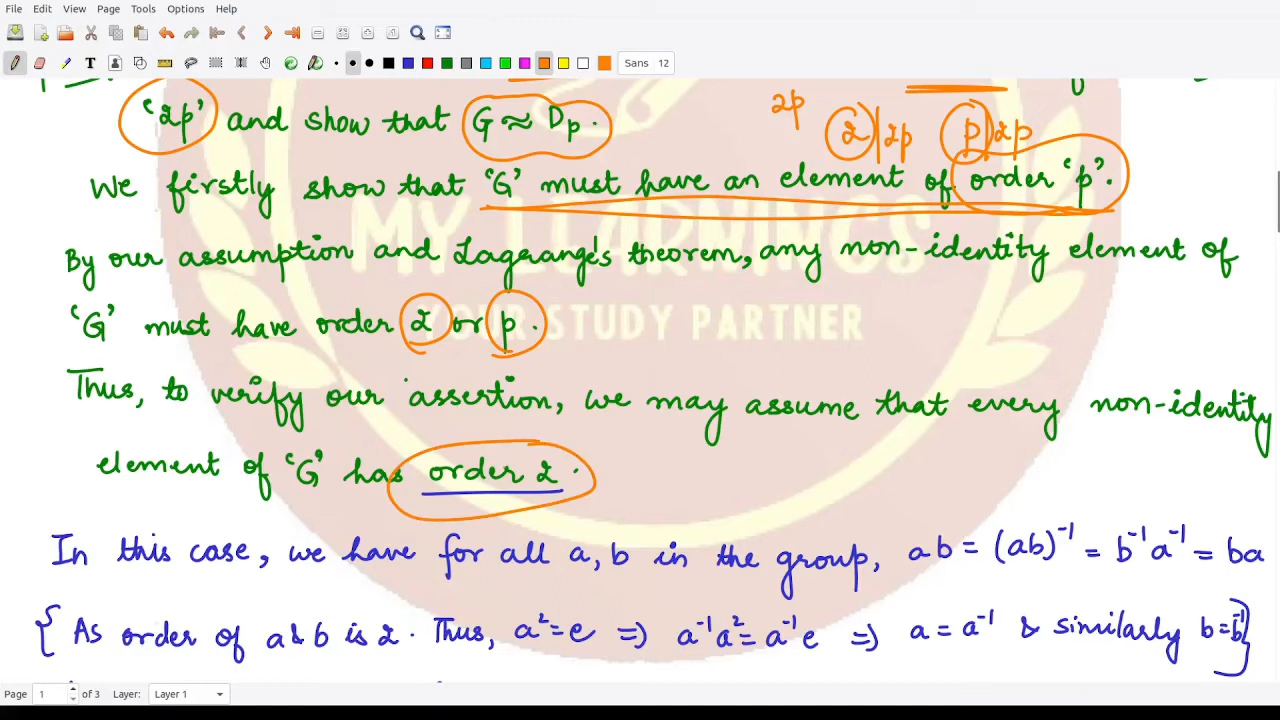 File Edit View Page Tools Options Help
Sans 12
2p
'2p' and show that G ≈ Dp. 2|2p p|2p
We firstly show that 'G' must have an element of order 'p'.
By our assumption and Lagrange's theorem, any non-identity element of
'G' must have order 2 or p.
Thus, to verify our assertion, we may assume that every non-identity
element of 'G' has order 2.
In this case, we have for all a, b in the group, ab = (ab)⁻¹ = b⁻¹a⁻¹ = ba
{ As order of a & b is 2. Thus, a² = e ⇒ a⁻¹a² = a⁻¹e ⇒ a = a⁻¹ & similarly b = b⁻¹ }
MY LEARNINGS
YOUR STUDY PARTNER
Page 1 of 3 Layer: Layer 1